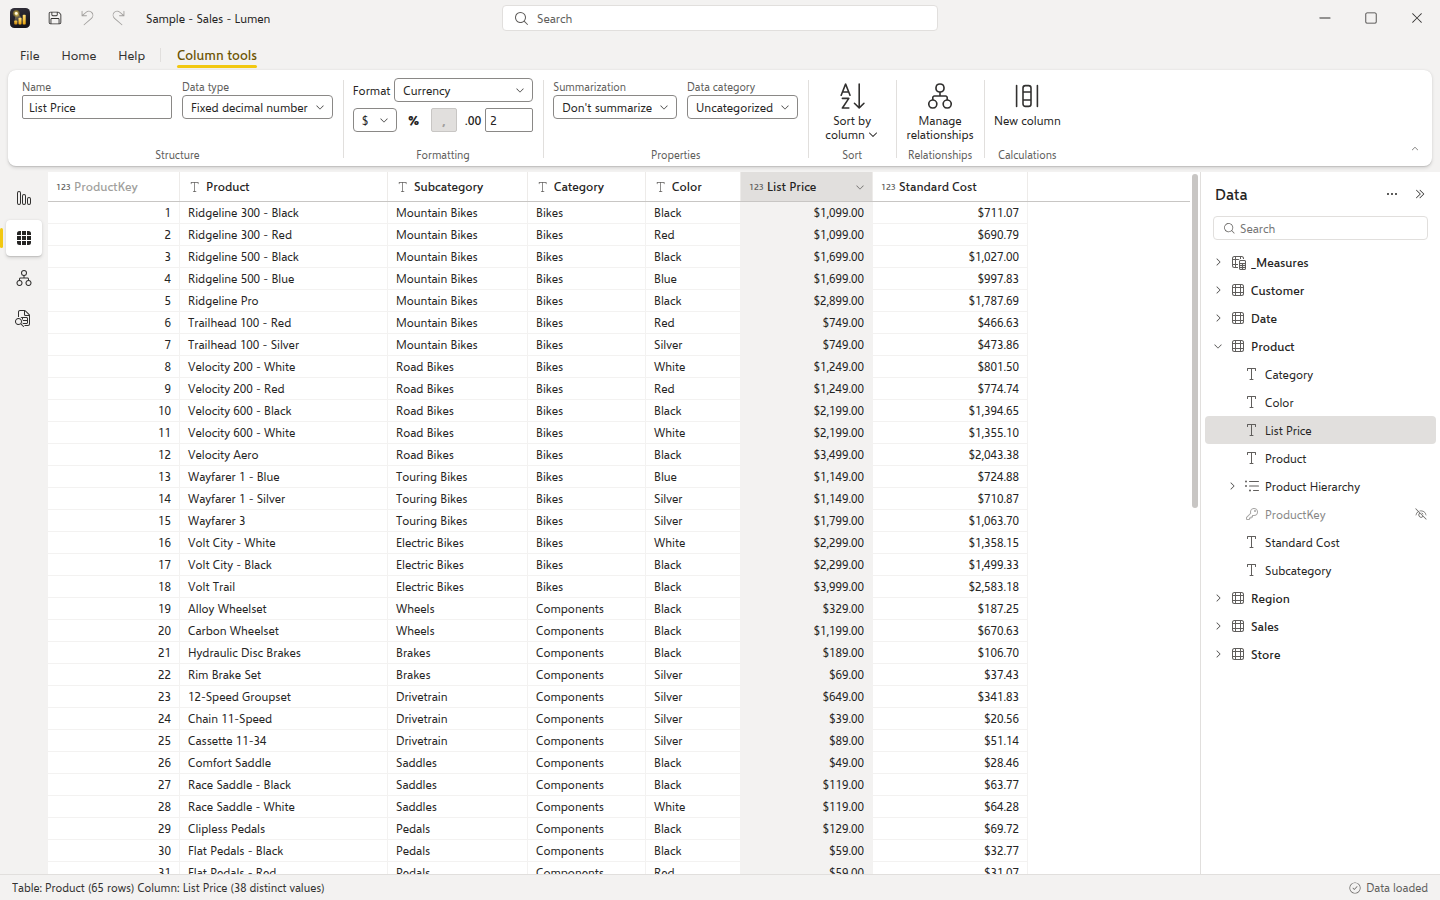 Sample - Sales - Lumen
Search
File Home Help Column tools
Name
List Price
Data type
Fixed decimal number
Structure
Format Currency
$ % , .00 2
Formatting
Summarization
Don't summarize
Data category
Uncategorized
Properties
Sort by column
Sort
Manage relationships
Relationships
New column
Calculations
123 ProductKey Product Subcategory Category Color 123 List Price 123 Standard Cost
1 Ridgeline 300 - Black Mountain Bikes Bikes Black $1,099.00 $711.07
2 Ridgeline 300 - Red Mountain Bikes Bikes Red $1,099.00 $690.79
3 Ridgeline 500 - Black Mountain Bikes Bikes Black $1,699.00 $1,027.00
4 Ridgeline 500 - Blue Mountain Bikes Bikes Blue $1,699.00 $997.83
5 Ridgeline Pro Mountain Bikes Bikes Black $2,899.00 $1,787.69
6 Trailhead 100 - Red Mountain Bikes Bikes Red $749.00 $466.63
7 Trailhead 100 - Silver Mountain Bikes Bikes Silver $749.00 $473.86
8 Velocity 200 - White Road Bikes Bikes White $1,249.00 $801.50
9 Velocity 200 - Red Road Bikes Bikes Red $1,249.00 $774.74
10 Velocity 600 - Black Road Bikes Bikes Black $2,199.00 $1,394.65
11 Velocity 600 - White Road Bikes Bikes White $2,199.00 $1,355.10
12 Velocity Aero Road Bikes Bikes Black $3,499.00 $2,043.38
13 Wayfarer 1 - Blue Touring Bikes Bikes Blue $1,149.00 $724.88
14 Wayfarer 1 - Silver Touring Bikes Bikes Silver $1,149.00 $710.87
15 Wayfarer 3 Touring Bikes Bikes Silver $1,799.00 $1,063.70
16 Volt City - White Electric Bikes Bikes White $2,299.00 $1,358.15
17 Volt City - Black Electric Bikes Bikes Black $2,299.00 $1,499.33
18 Volt Trail Electric Bikes Bikes Black $3,999.00 $2,583.18
19 Alloy Wheelset Wheels Components Black $329.00 $187.25
20 Carbon Wheelset Wheels Components Black $1,199.00 $670.63
21 Hydraulic Disc Brakes Brakes Components Black $189.00 $106.70
22 Rim Brake Set Brakes Components Silver $69.00 $37.43
23 12-Speed Groupset Drivetrain Components Silver $649.00 $341.83
24 Chain 11-Speed Drivetrain Components Silver $39.00 $20.56
25 Cassette 11-34 Drivetrain Components Silver $89.00 $51.14
26 Comfort Saddle Saddles Components Black $49.00 $28.46
27 Race Saddle - Black Saddles Components Black $119.00 $63.77
28 Race Saddle - White Saddles Components White $119.00 $64.28
29 Clipless Pedals Pedals Components Black $129.00 $69.72
30 Flat Pedals - Black Pedals Components Black $59.00 $32.77
31 Flat Pedals - Red Pedals Components Red $59.00 $31.07
Data
Search
_Measures
Customer
Date
Product
Category
Color
List Price
Product
Product Hierarchy
ProductKey
Standard Cost
Subcategory
Region
Sales
Store
Table: Product (65 rows) Column: List Price (38 distinct values)
Data loaded